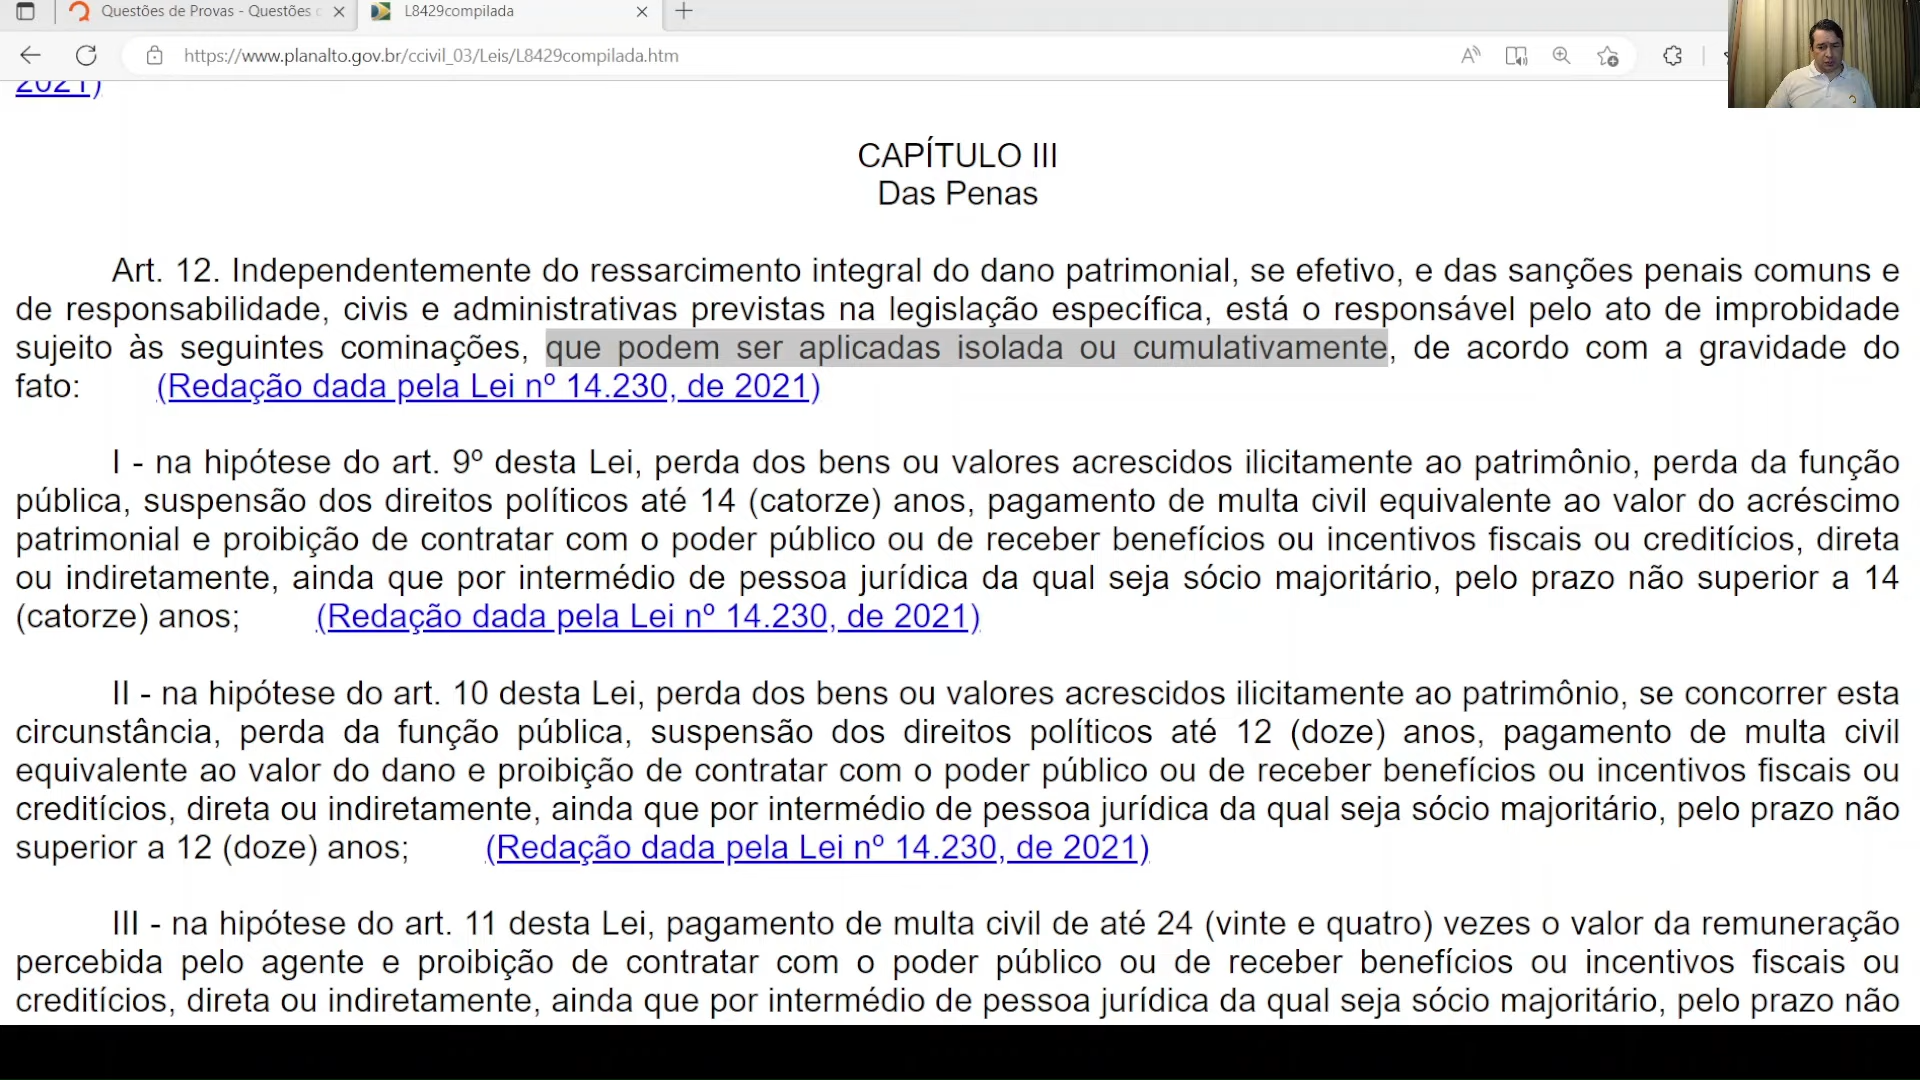 Questões de Provas - Questões
L8429compilada
https://www.planalto.gov.br/ccivil_03/Leis/L8429compilada.htm
2021)
CAPÍTULO III
Das Penas
Art. 12. Independentemente do ressarcimento integral do dano patrimonial, se efetivo, e das sanções penais comuns e
de responsabilidade, civis e administrativas previstas na legislação específica, está o responsável pelo ato de improbidade
sujeito às seguintes cominações, que podem ser aplicadas isolada ou cumulativamente, de acordo com a gravidade do
fato: (Redação dada pela Lei nº 14.230, de 2021)
I - na hipótese do art. 9º desta Lei, perda dos bens ou valores acrescidos ilicitamente ao patrimônio, perda da função
pública, suspensão dos direitos políticos até 14 (catorze) anos, pagamento de multa civil equivalente ao valor do acréscimo
patrimonial e proibição de contratar com o poder público ou de receber benefícios ou incentivos fiscais ou creditícios, direta
ou indiretamente, ainda que por intermédio de pessoa jurídica da qual seja sócio majoritário, pelo prazo não superior a 14
(catorze) anos; (Redação dada pela Lei nº 14.230, de 2021)
II - na hipótese do art. 10 desta Lei, perda dos bens ou valores acrescidos ilicitamente ao patrimônio, se concorrer esta
circunstância, perda da função pública, suspensão dos direitos políticos até 12 (doze) anos, pagamento de multa civil
equivalente ao valor do dano e proibição de contratar com o poder público ou de receber benefícios ou incentivos fiscais ou
creditícios, direta ou indiretamente, ainda que por intermédio de pessoa jurídica da qual seja sócio majoritário, pelo prazo não
superior a 12 (doze) anos; (Redação dada pela Lei nº 14.230, de 2021)
III - na hipótese do art. 11 desta Lei, pagamento de multa civil de até 24 (vinte e quatro) vezes o valor da remuneração
percebida pelo agente e proibição de contratar com o poder público ou de receber benefícios ou incentivos fiscais ou
creditícios, direta ou indiretamente, ainda que por intermédio de pessoa jurídica da qual seja sócio majoritário, pelo prazo não